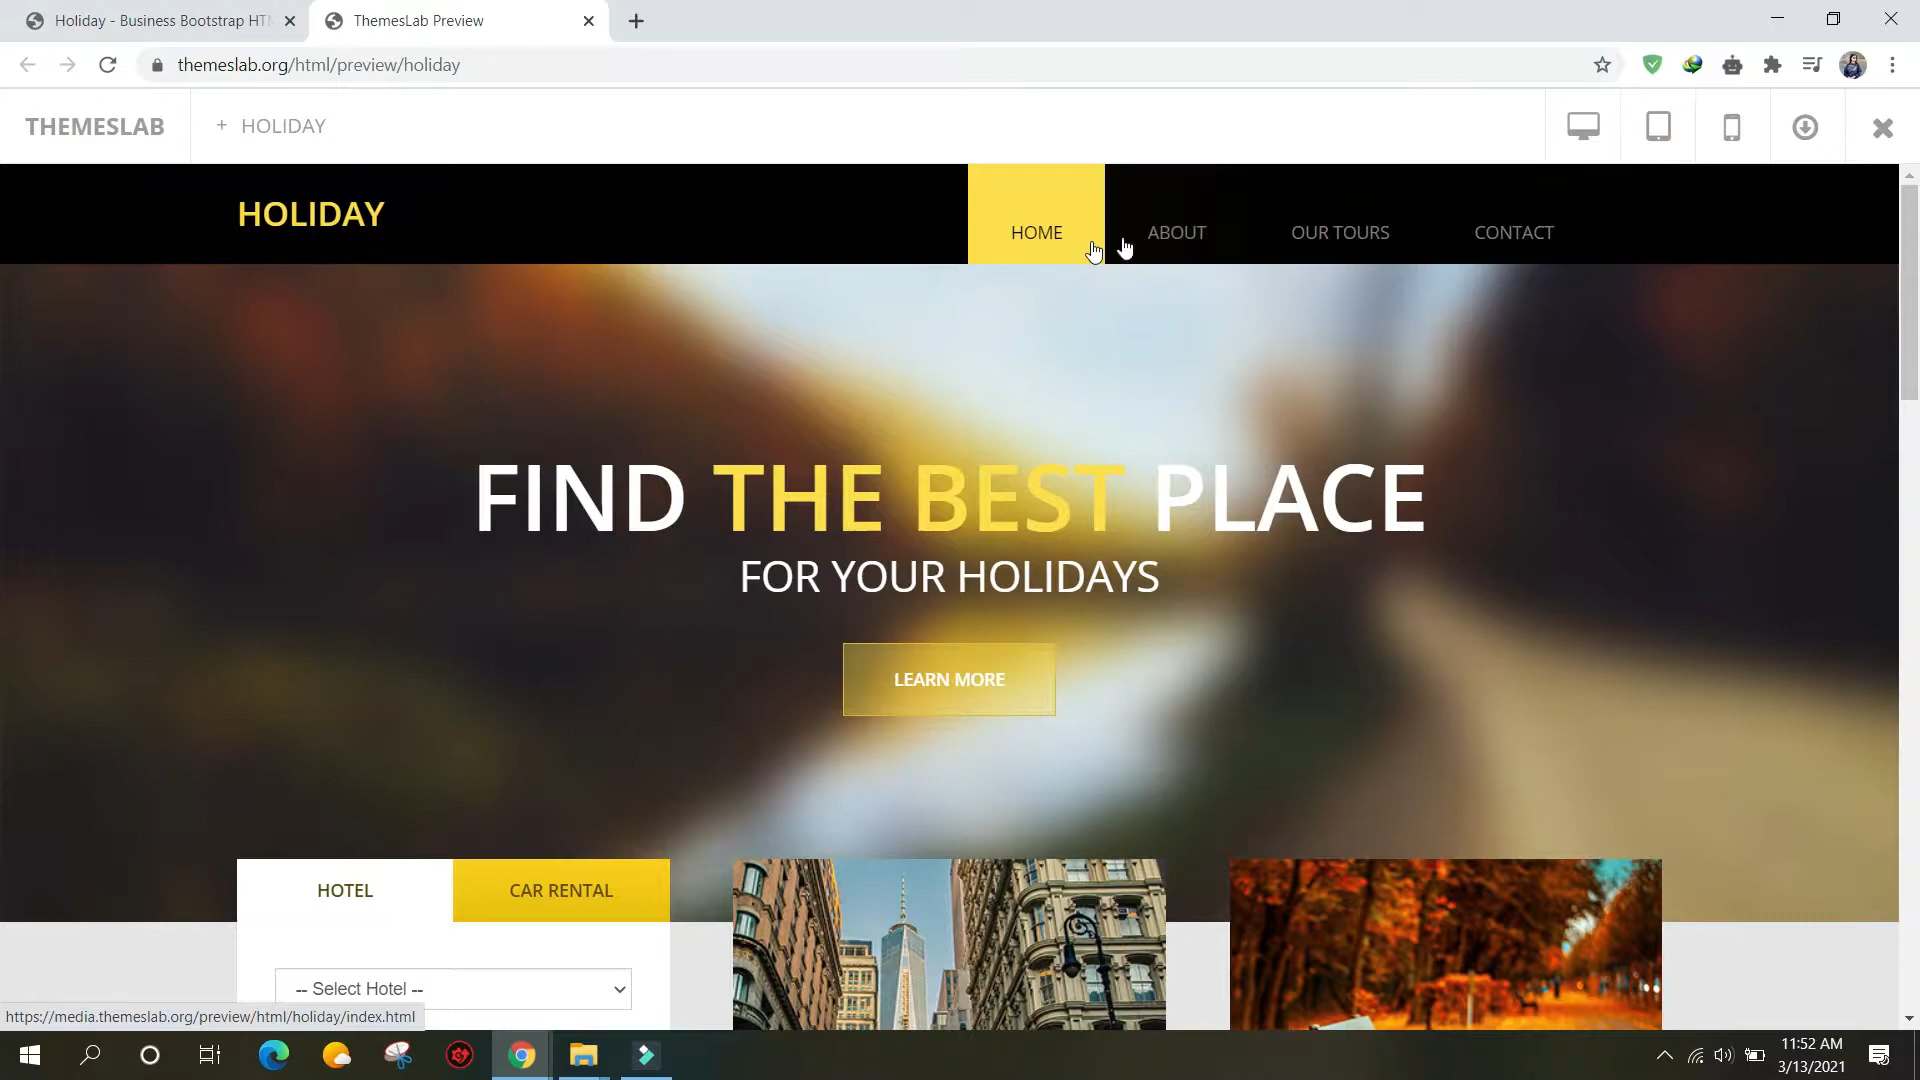 Holiday - Business Bootstrap HT
ThemesLab Preview
themeslab.org/html/preview/holiday
THEMESLAB
+ HOLIDAY
HOLIDAY
HOME
ABOUT
OUR TOURS
CONTACT
FIND THE BEST PLACE
FOR YOUR HOLIDAYS
LEARN MORE
HOTEL
CAR RENTAL
-- Select Hotel --
https://media.themeslab.org/preview/html/holiday/index.html
11:52 AM
3/13/2021